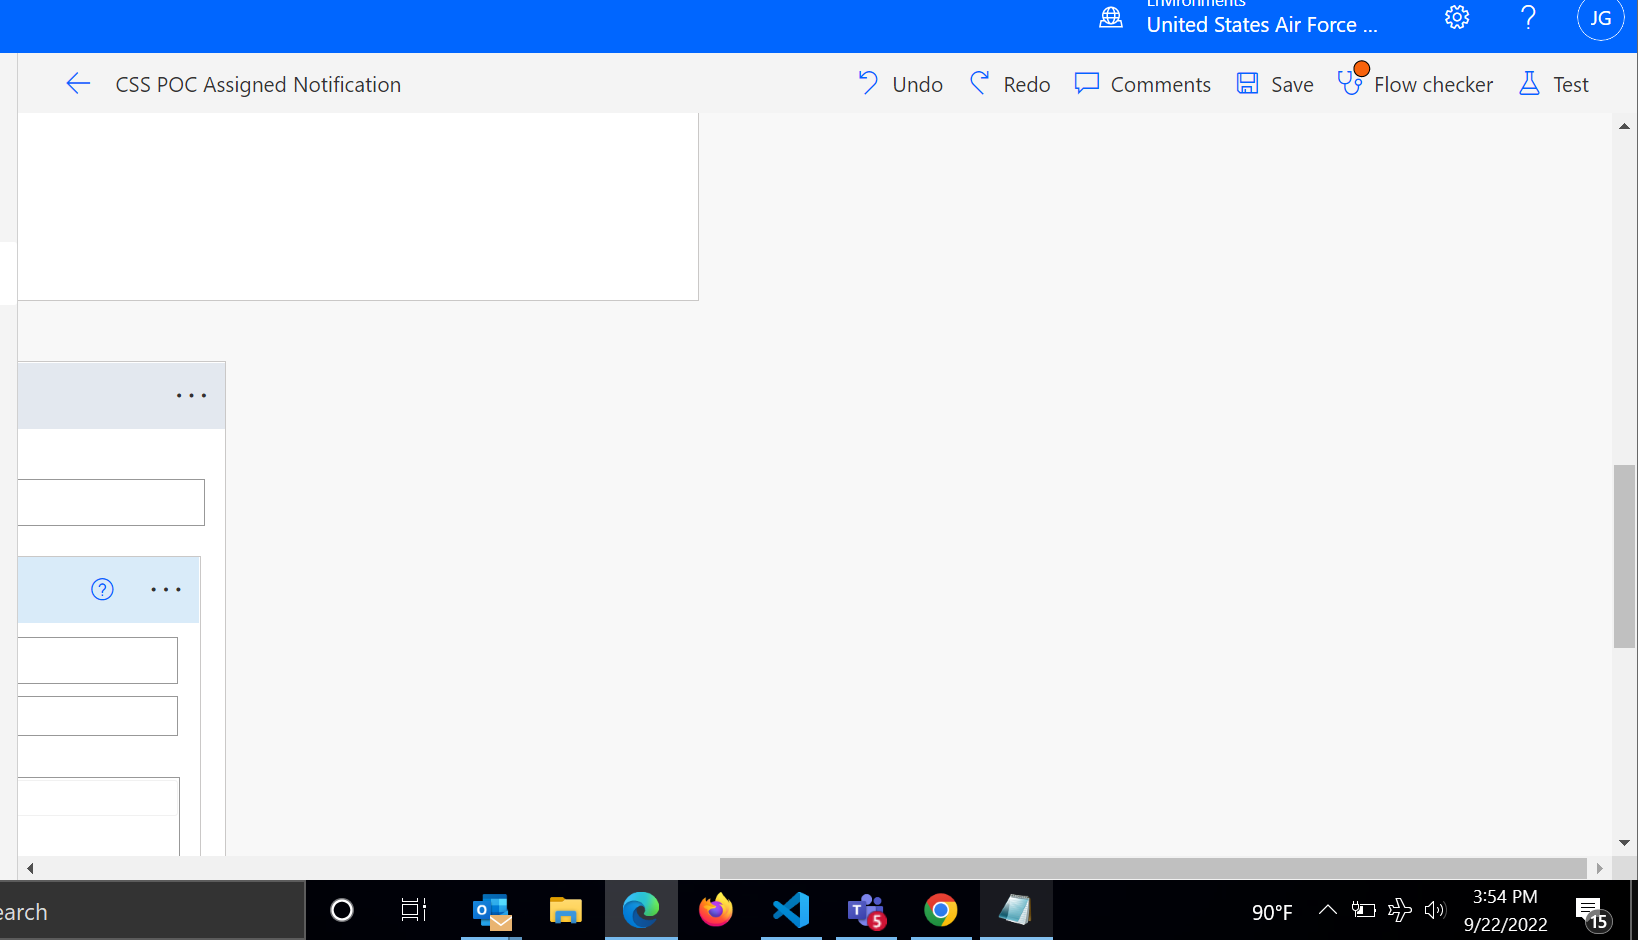 Environments
United States Air Force ...
JG
CSS POC Assigned Notification
Undo
Redo
Comments
Save
Flow checker
Test
earch
5
90°F
3:54 PM
9/22/2022
15